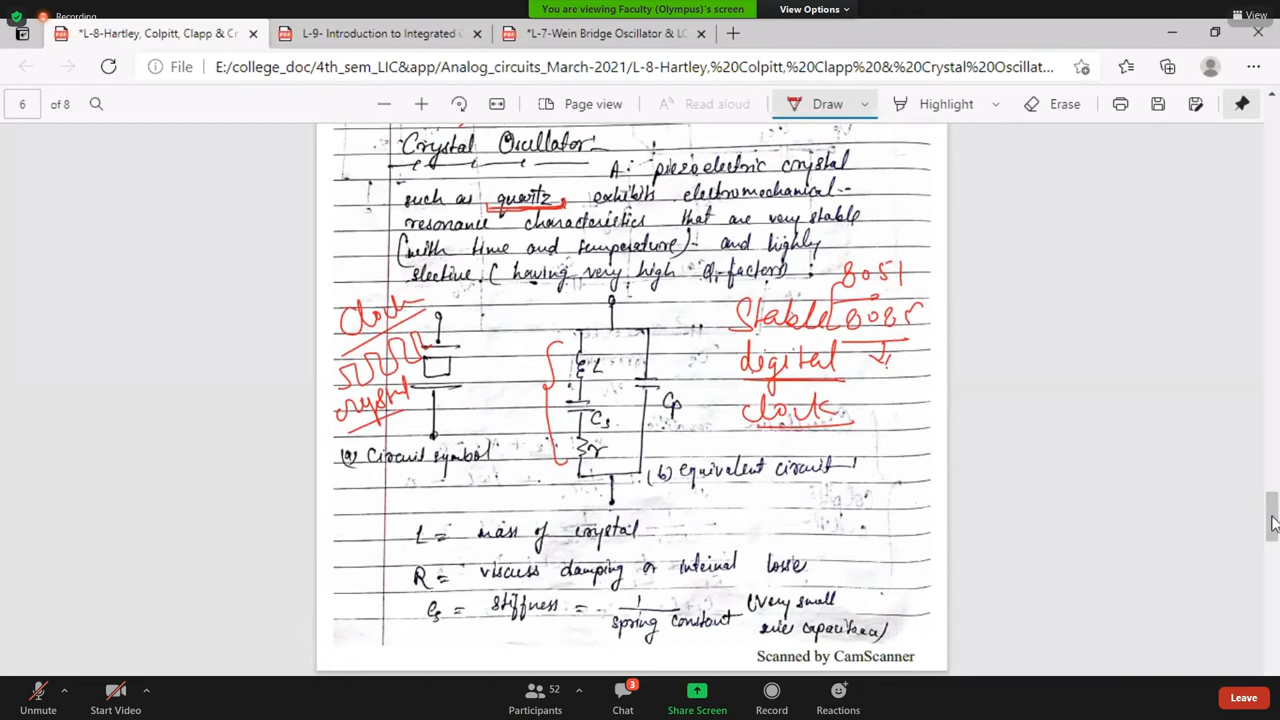 Recording
You are viewing Faculty (Olympus)'s screen
View Options
View
*L-8-Hartley, Colpitt, Clapp & Cr
L-9- Introduction to Integrated C
*L-7-Wein Bridge Oscillator & LC
File
E:/college_doc/4th_sem_LIC&app/Analog_circuits_March-2021/L-8-Hartley,%20Colpitt,%20Clapp%20&%20Crystal%20Oscillat...
6 of 8
Page view
Read aloud
Draw
Highlight
Erase
Crystal Oscillator:
A piezoelectric crystal
such as quartz exhibits electromechanical-
resonance characteristics that are very stable
(with time and temperature) and highly
slective (having very high Q-factors) :
8051
Clock
Stable 8085
digital
crystal
clock
L
Cs
r
Cp
(a) Circuit symbol
(b) equivalent circuit
L = mass of crystal
R = viscuss damping or internal losse
Cs = stiffness = 1
spring constant
(very small
capacitance)
Scanned by CamScanner
Unmute
Start Video
52
Participants
3
Chat
Share Screen
Record
Reactions
Leave